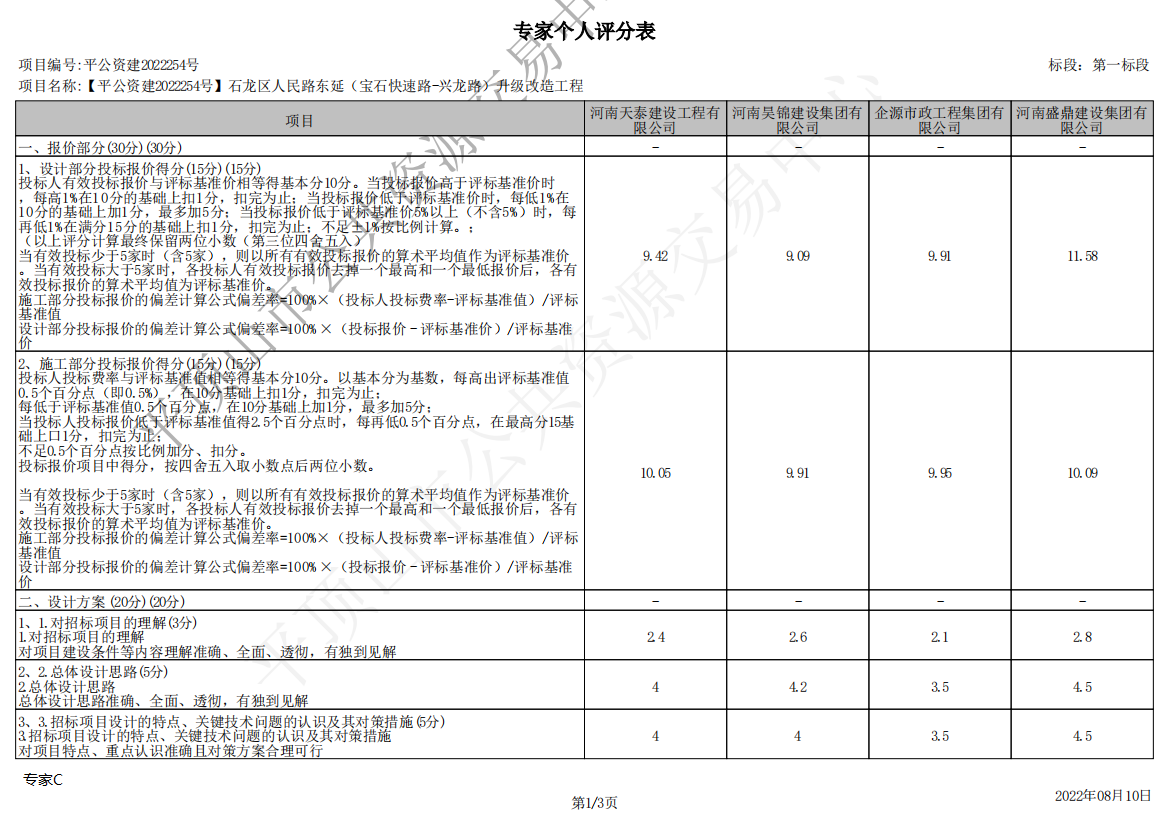 专家个人评分表
项目编号:平公资建2022254号
标段：第一标段
项目名称:【平公资建2022254号】石龙区人民路东延（宝石快速路-兴龙路）升级改造工程
项目
河南天泰建设工程有限公司
河南昊锦建设集团有限公司
企源市政工程集团有限公司
河南盛鼎建设集团有限公司
一、报价部分(30分)(30分)
-
-
-
-
1、设计部分投标报价得分(15分)(15分)
投标人有效投标报价与评标基准价相等得基本分10分。当投标报价高于评标基准价时
，每高1%在10分的基础上扣1分，扣完为止；当投标报价低于评标基准价时，每低1%在
10分的基础上加1分，最多加5分；当投标报价低于评标基准价5%以上（不含5%）时，每
再低1%在满分15分的基础上扣1分，扣完为止；不足±1%按比例计算。；
（以上评分计算最终保留两位小数（第三位四舍五入）
当有效投标少于5家时（含5家），则以所有有效投标报价的算术平均值作为评标基准价
。当有效投标大于5家时，各投标人有效投标报价去掉一个最高和一个最低报价后，各有
效投标报价的算术平均值为评标基准价。
施工部分投标报价的偏差计算公式偏差率=100%×（投标人投标费率-评标基准值）/评标
基准值
设计部分投标报价的偏差计算公式偏差率=100%×（投标报价-评标基准价）/评标基准
价
9.42
9.09
9.91
11.58
2、施工部分投标报价得分(15分)(15分)
投标人投标费率与评标基准值相等得基本分10分。以基本分为基数，每高出评标基准值
0.5个百分点（即0.5%），在10分基础上扣1分，扣完为止；
每低于评标基准值0.5个百分点，在10分基础上加1分，最多加5分；
当投标人投标报价低于评标基准值得2.5个百分点时，每再低0.5个百分点，在最高分15基
础上口1分，扣完为止；
不足0.5个百分点按比例加分、扣分。
投标报价项目中得分，按四舍五入取小数点后两位小数。
当有效投标少于5家时（含5家），则以所有有效投标报价的算术平均值作为评标基准价
。当有效投标大于5家时，各投标人有效投标报价去掉一个最高和一个最低报价后，各有
效投标报价的算术平均值为评标基准价。
施工部分投标报价的偏差计算公式偏差率=100%×（投标人投标费率-评标基准值）/评标
基准值
设计部分投标报价的偏差计算公式偏差率=100%×（投标报价-评标基准价）/评标基准
价
10.05
9.91
9.95
10.09
二、设计方案(20分)(20分)
-
-
-
-
1、1.对招标项目的理解(3分)
1.对招标项目的理解
对项目建设条件等内容理解准确、全面、透彻，有独到见解
2.4
2.6
2.1
2.8
2、2.总体设计思路(5分)
2.总体设计思路
总体设计思路准确、全面、透彻，有独到见解
4
4.2
3.5
4.5
3、3.招标项目设计的特点、关键技术问题的认识及其对策措施(5分)
3.招标项目设计的特点、关键技术问题的认识及其对策措施
对项目特点、重点认识准确且对策方案合理可行
4
4
3.5
4.5
专家C
第1/3页
2022年08月10日
平顶山市公共资源交易中
平顶山市公共资源交易中心